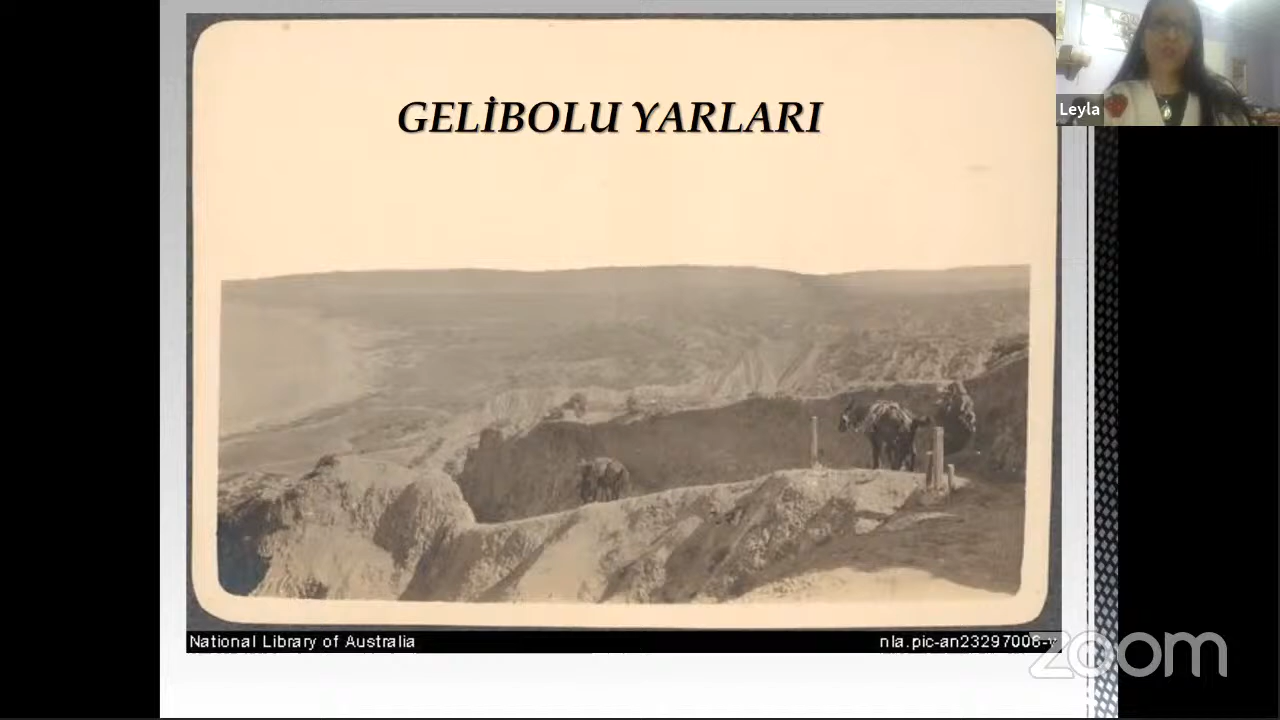 GELİBOLU YARLARI
Leyla
National Library of Australia
nla.pic-an23297006-v
zoom